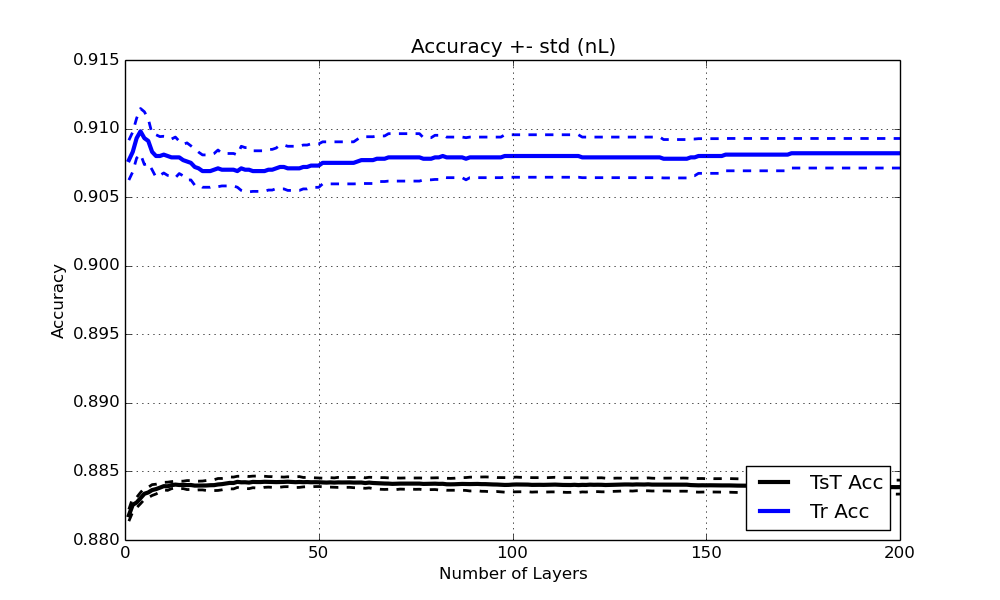 Accuracy +- std (nL)
0.915
0.910
0.905
0.900
0.895
0.890
0.885
0.880
Accuracy
TsT Acc
Tr Acc
0
50
100
150
200
Number of Layers